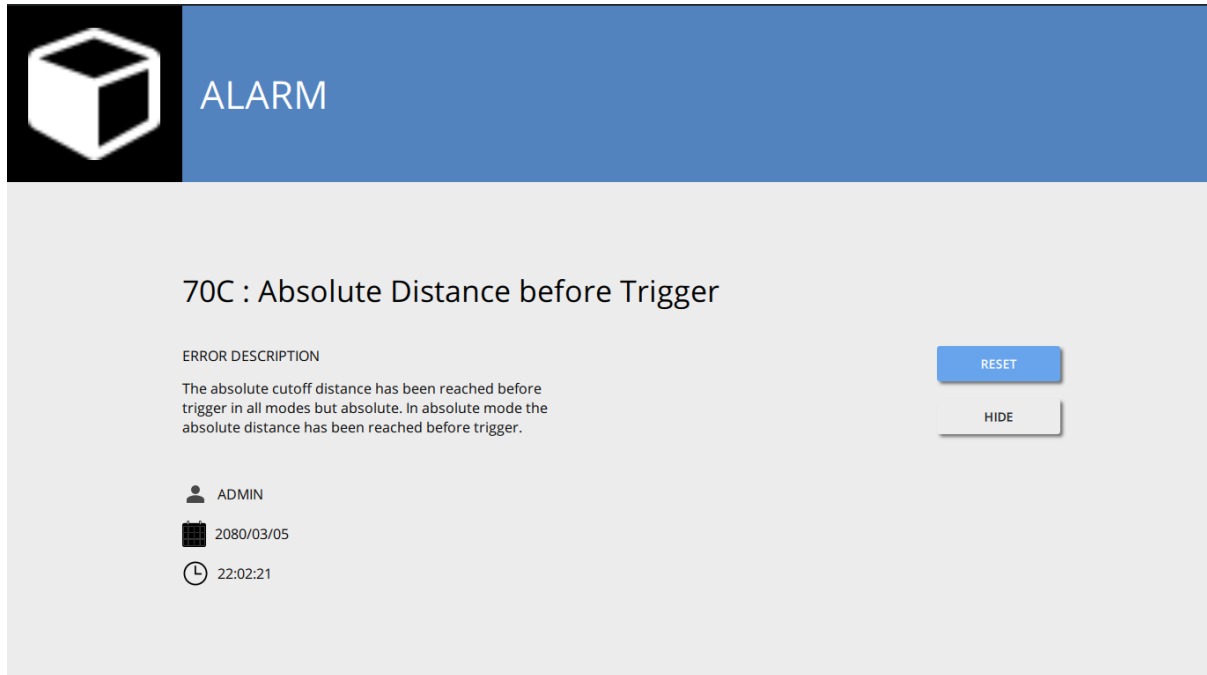 ALARM
70C : Absolute Distance before Trigger
ERROR DESCRIPTION
RESET
The absolute cutoff distance has been reached before
trigger in all modes but absolute. In absolute mode the
absolute distance has been reached before trigger.
HIDE
ADMIN
2080/03/05
22:02:21